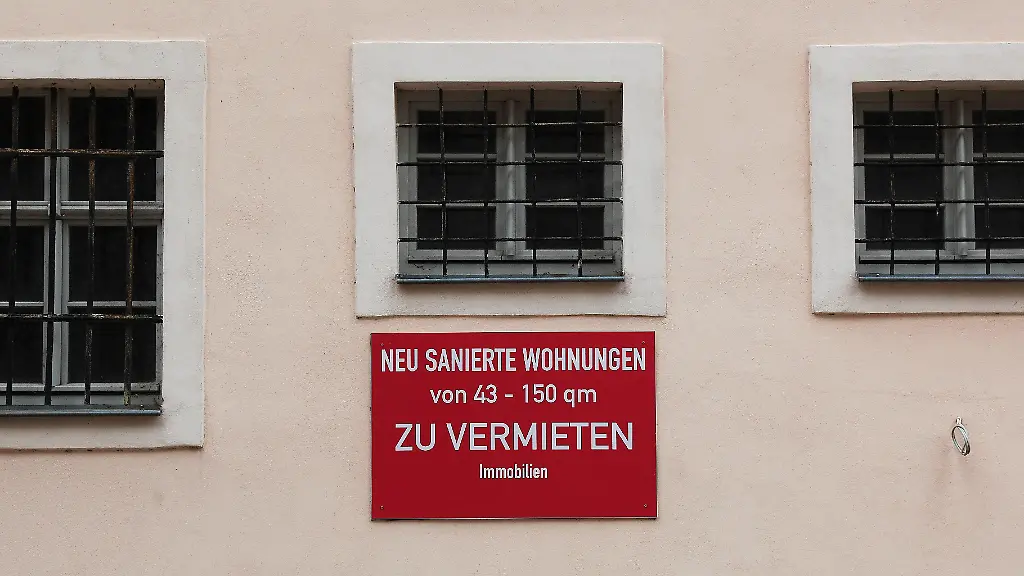 NEU SANIERTE WOHNUNGEN
von 43 - 150 qm
ZU VERMIETEN
Immobilien